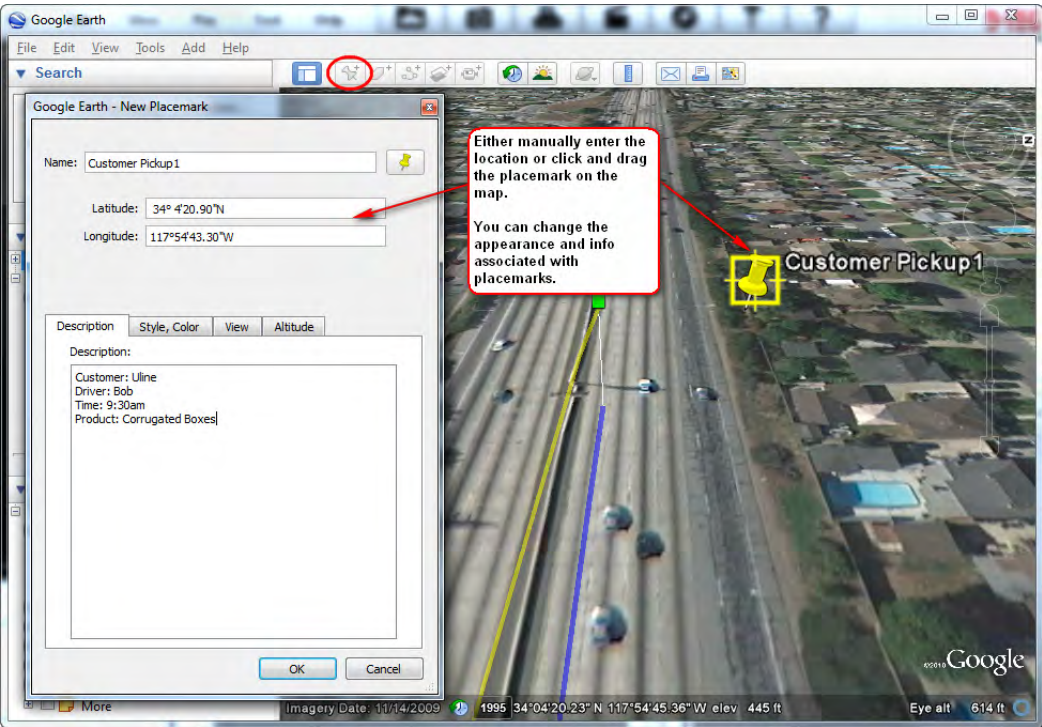 Google Earth
File Edit View Tools Add Help
Search
Google Earth - New Placemark
Name: Customer Pickup1
Latitude: 34° 4'20.90"N
Longitude: 117°54'43.30"W
Description Style, Color View Altitude
Description:
Customer: Uline
Driver: Bob
Time: 9:30am
Product: Corrugated Boxes
OK Cancel
More
Either manually enter the
location or click and drag
the placemark on the
map.
You can change the
appearance and info
associated with
placemarks.
N
Customer Pickup1
©2010 Google
Imagery Date: 11/14/2009 1995 34°04'20.23" N 117°54'45.36" W elev 445 ft Eye alt 614 ft